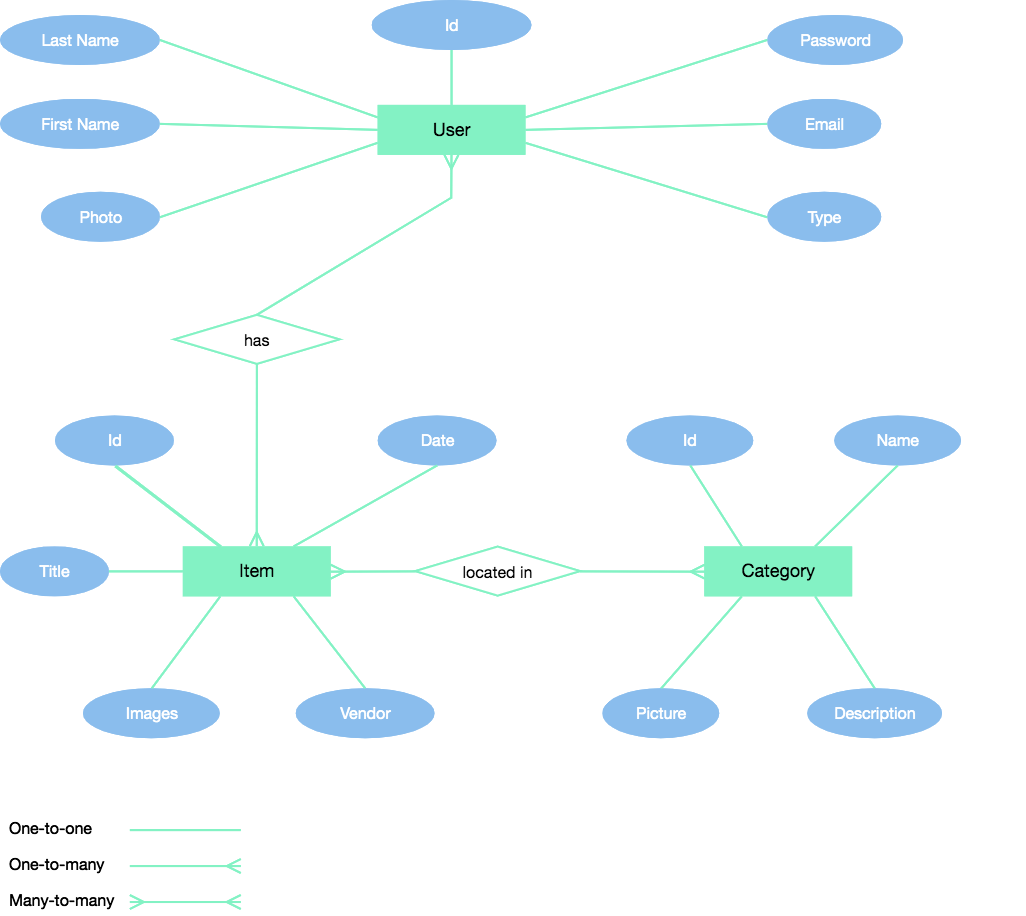 Id
Last Name
Password
First Name
User
Email
Photo
Type
has
Id
Date
Id
Name
Title
Item
located in
Category
Images
Vendor
Picture
Description
One-to-one
One-to-many
Many-to-many